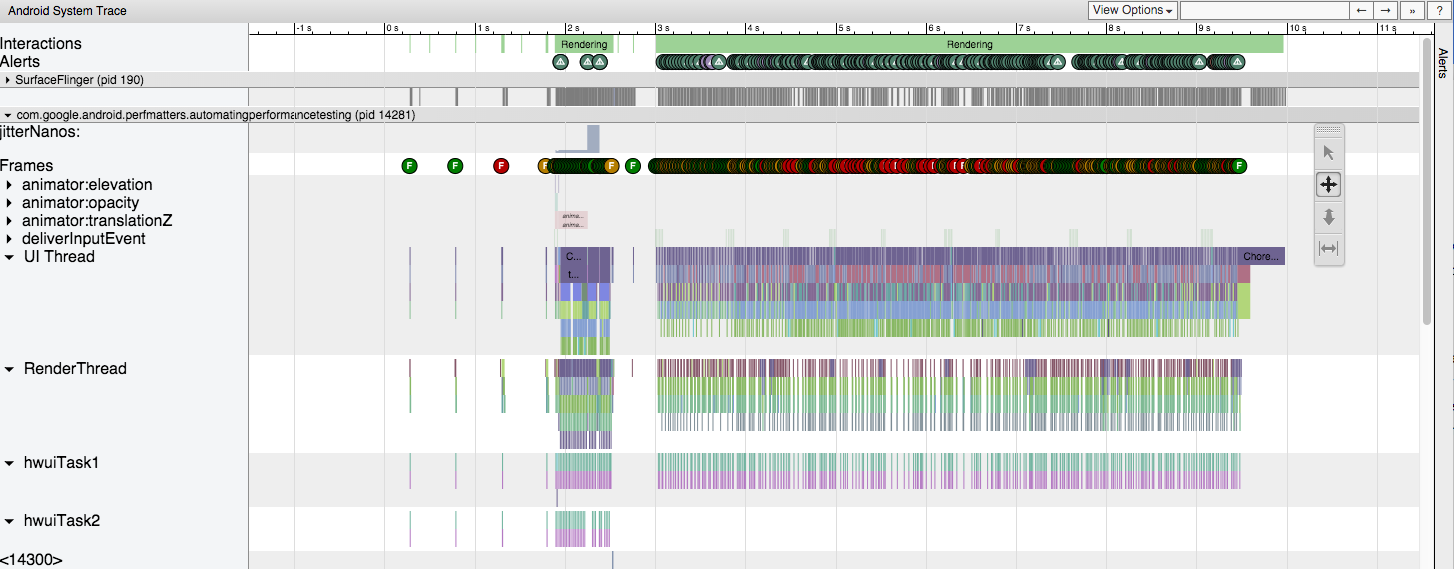 Android System Trace
View Options
← → » ?
-1 s 0 s 1 s 2 s 3 s 4 s 5 s 6 s 7 s 8 s 9 s 10 s 11 s
Interactions Rendering Rendering
Alerts
Alerts
SurfaceFlinger (pid 190)
com.google.android.perfmatters.automatingperformancetesting (pid 14281)
jitterNanos:
Frames F F F F F F F
animator:elevation
animator:opacity
animator:translationZ anima...
anima...
deliverInputEvent
UI Thread C... Chore...
t...
RenderThread
hwuiTask1
hwuiTask2
<14300>